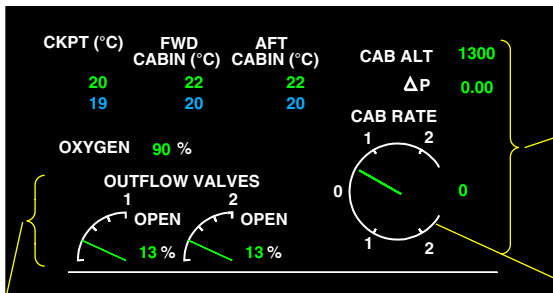 CKPT (°C) FWD CABIN (°C) AFT CABIN (°C)
20 22 22
19 20 20
OXYGEN 90 %
CAB ALT 1300
ΔP 0.00
CAB RATE
1 2
0 0
1 2
OUTFLOW VALVES
1 2
OPEN OPEN
13 % 13 %